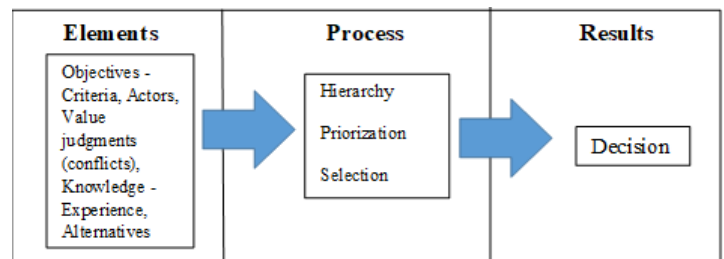 Elements
Objectives -
Criteria, Actors,
Value
judgments
(conflicts),
Knowledge -
Experience,
Alternatives
Process
Hierarchy
Priorization
Selection
Results
Decision